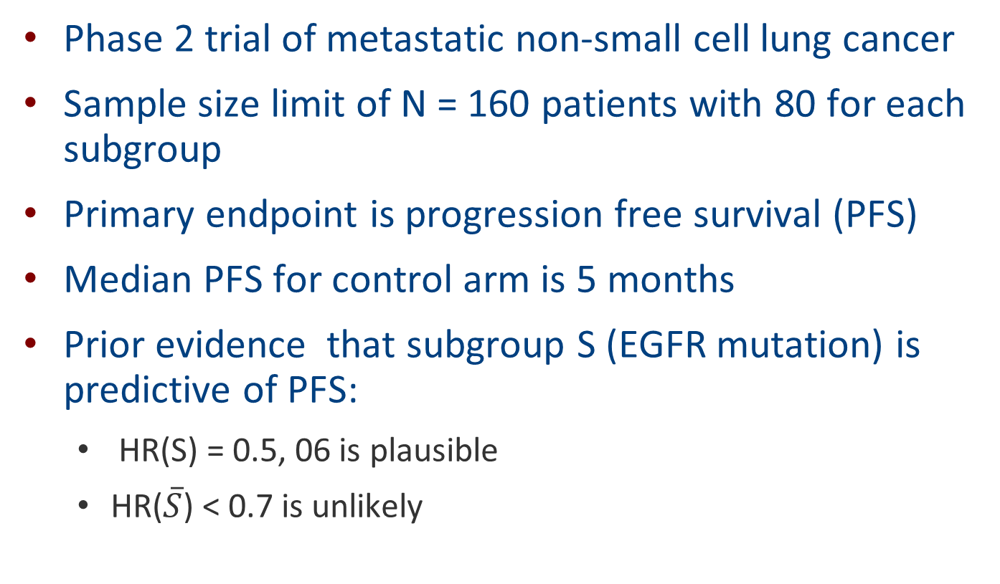 • Phase 2 trial of metastatic non-small cell lung cancer
• Sample size limit of N = 160 patients with 80 for each
subgroup
• Primary endpoint is progression free survival (PFS)
• Median PFS for control arm is 5 months
• Prior evidence  that subgroup S (EGFR mutation) is
predictive of PFS:
• HR(S) = 0.5, 06 is plausible
• HR(S̄) < 0.7 is unlikely